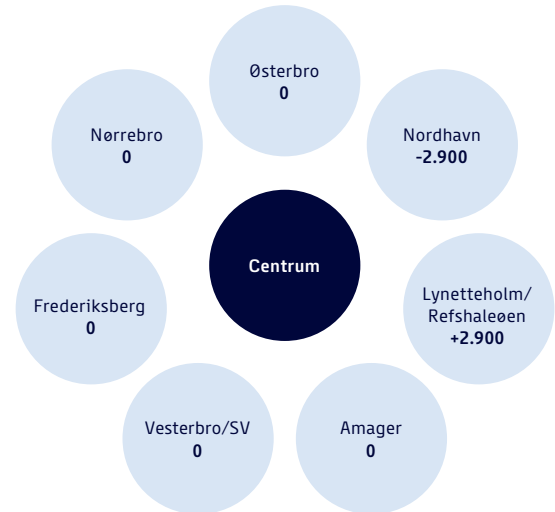 Østerbro
0
Nørrebro
0
Nordhavn
-2.900
Centrum
Frederiksberg
0
Lynetteholm/
Refshaleøen
+2.900
Vesterbro/SV
0
Amager
0